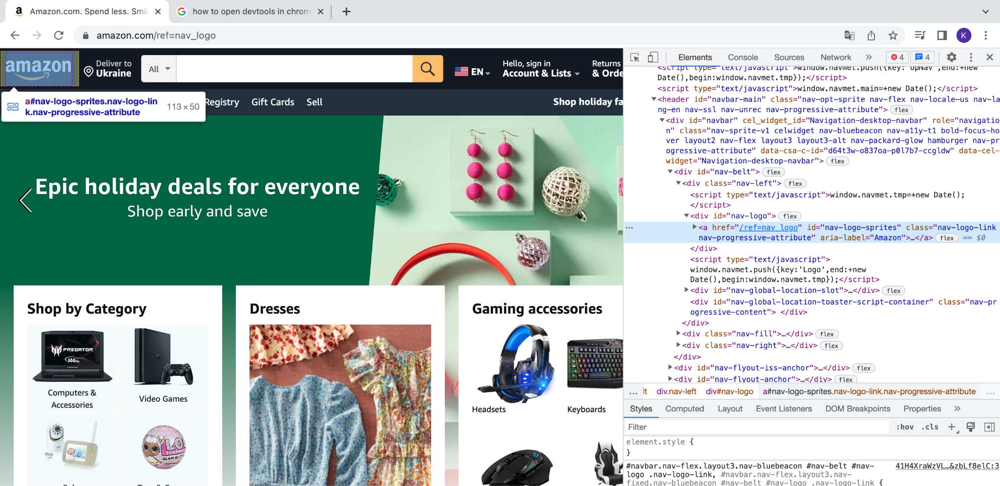 Amazon.com. Spend less. Smil
how to open devtools in chrom
amazon.com/ref=nav_logo
K
amazon
Deliver to
Ukraine
All
EN
Hello, sign in
Account & Lists
Returns
& Orde
a#nav-logo-sprites.nav-logo-lin
k.nav-progressive-attribute
113 × 50
Registry
Gift Cards
Sell
Shop holiday fa
Epic holiday deals for everyone
Shop early and save
Shop by Category
PREDATOR
144Hz
PREDATOR
Computers &
Accessories
Video Games
L.O.
SURPRISE
GLAM GLITTER
Dresses
Gaming accessories
Headsets
Keyboards
Elements
Console
Sources
Network
4
4
<script type="text/javascript">window.navmet.push({key:'UpNav',end:+new
Date(),begin:window.navmet.tmp});</script>
<script type="text/javascript">window.navmet.main=+new Date();</script>
<header id="navbar-main" class="nav-opt-sprite nav-flex nav-locale-us nav-la
ng-en nav-ssl nav-unrec nav-progressive-attribute"> flex
<div id="navbar" cel_widget_id="Navigation-desktop-navbar" role="navigatio
n" class="nav-sprite-v1 celwidget nav-bluebeacon nav-a11y-t1 bold-focus-ho
ver layout2 nav-flex layout3 layout3-alt nav-packard-glow hamburger nav-pr
ogressive-attribute" data-csa-c-id="d64t3w-o837oa-p0l7b7-ccgldw" data-cel-
widget="Navigation-desktop-navbar"> flex
<div id="nav-belt"> flex
<div class="nav-left"> flex
<script type="text/javascript">window.navmet.tmp=+new Date();
</script>
<div id="nav-logo"> flex
<a href="/ref=nav_logo" id="nav-logo-sprites" class="nav-logo-link
nav-progressive-attribute" aria-label="Amazon">…</a> flex == $0
</div>
<script type="text/javascript">
window.navmet.push({key:'Logo',end:+new
Date(),begin:window.navmet.tmp});</script>
<div id="nav-global-location-slot">…</div> flex
<div id="nav-global-location-toaster-script-container" class="nav-pr
ogressive-content"> </div>
</div>
<div class="nav-fill">…</div> flex
<div class="nav-right">…</div> flex
</div>
<div id="nav-flyout-iss-anchor">…</div> flex
<div id="nav-flyout-anchor">…</div> flex
... lt div.nav-left div#nav-logo a#nav-logo-sprites.nav-logo-link.nav-progressive-attribute ...
Styles
Computed
Layout
Event Listeners
DOM Breakpoints
Properties
Filter
:hov
.cls
element.style {
}
#navbar.nav-flex.layout3.nav-bluebeacon #nav-belt #nav-
41H4XraWzVL…&zbLf8elC:3
logo .nav-logo-link, #navbar.nav-flex.layout3.nav-
fixed.nav-bluebeacon #nav-belt #nav-logo .nav-logo-link {